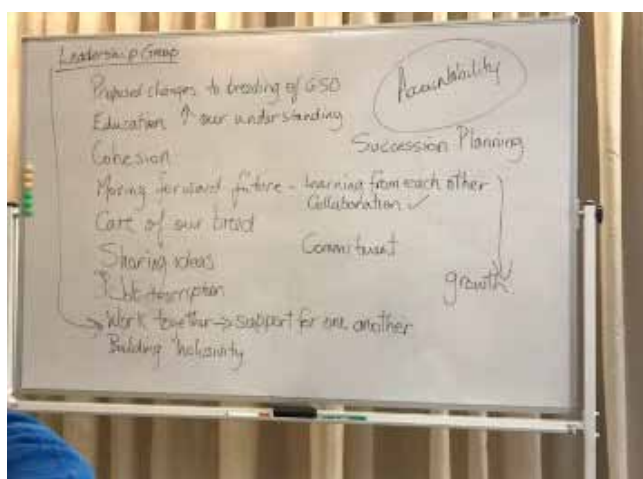 Leadership Group
Proposed changes to breeding of GSD
Accountability
Education ↑ our understanding
Succession Planning
Cohesion
Moving forward future - Learning from each other
Collaboration ✓
Care of our breed
Commitment
Sharing ideas
growth
Work together → support for one another
Building